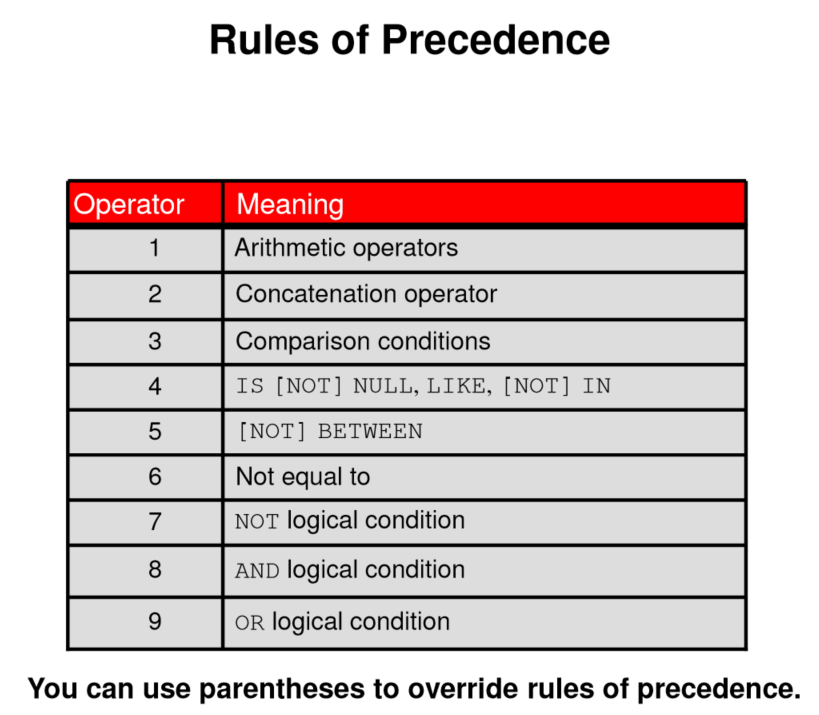 Rules of Precedence
Operator Meaning
1 Arithmetic operators
2 Concatenation operator
3 Comparison conditions
4 IS [NOT] NULL, LIKE, [NOT] IN
5 [NOT] BETWEEN
6 Not equal to
7 NOT logical condition
8 AND logical condition
9 OR logical condition
You can use parentheses to override rules of precedence.